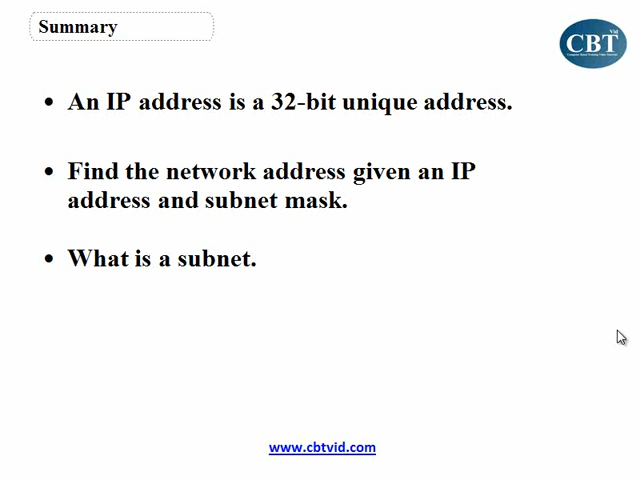 Summary
Vid
CBT
• An IP address is a 32-bit unique address.
• Find the network address given an IP
address and subnet mask.
• What is a subnet.
www.cbtvid.com